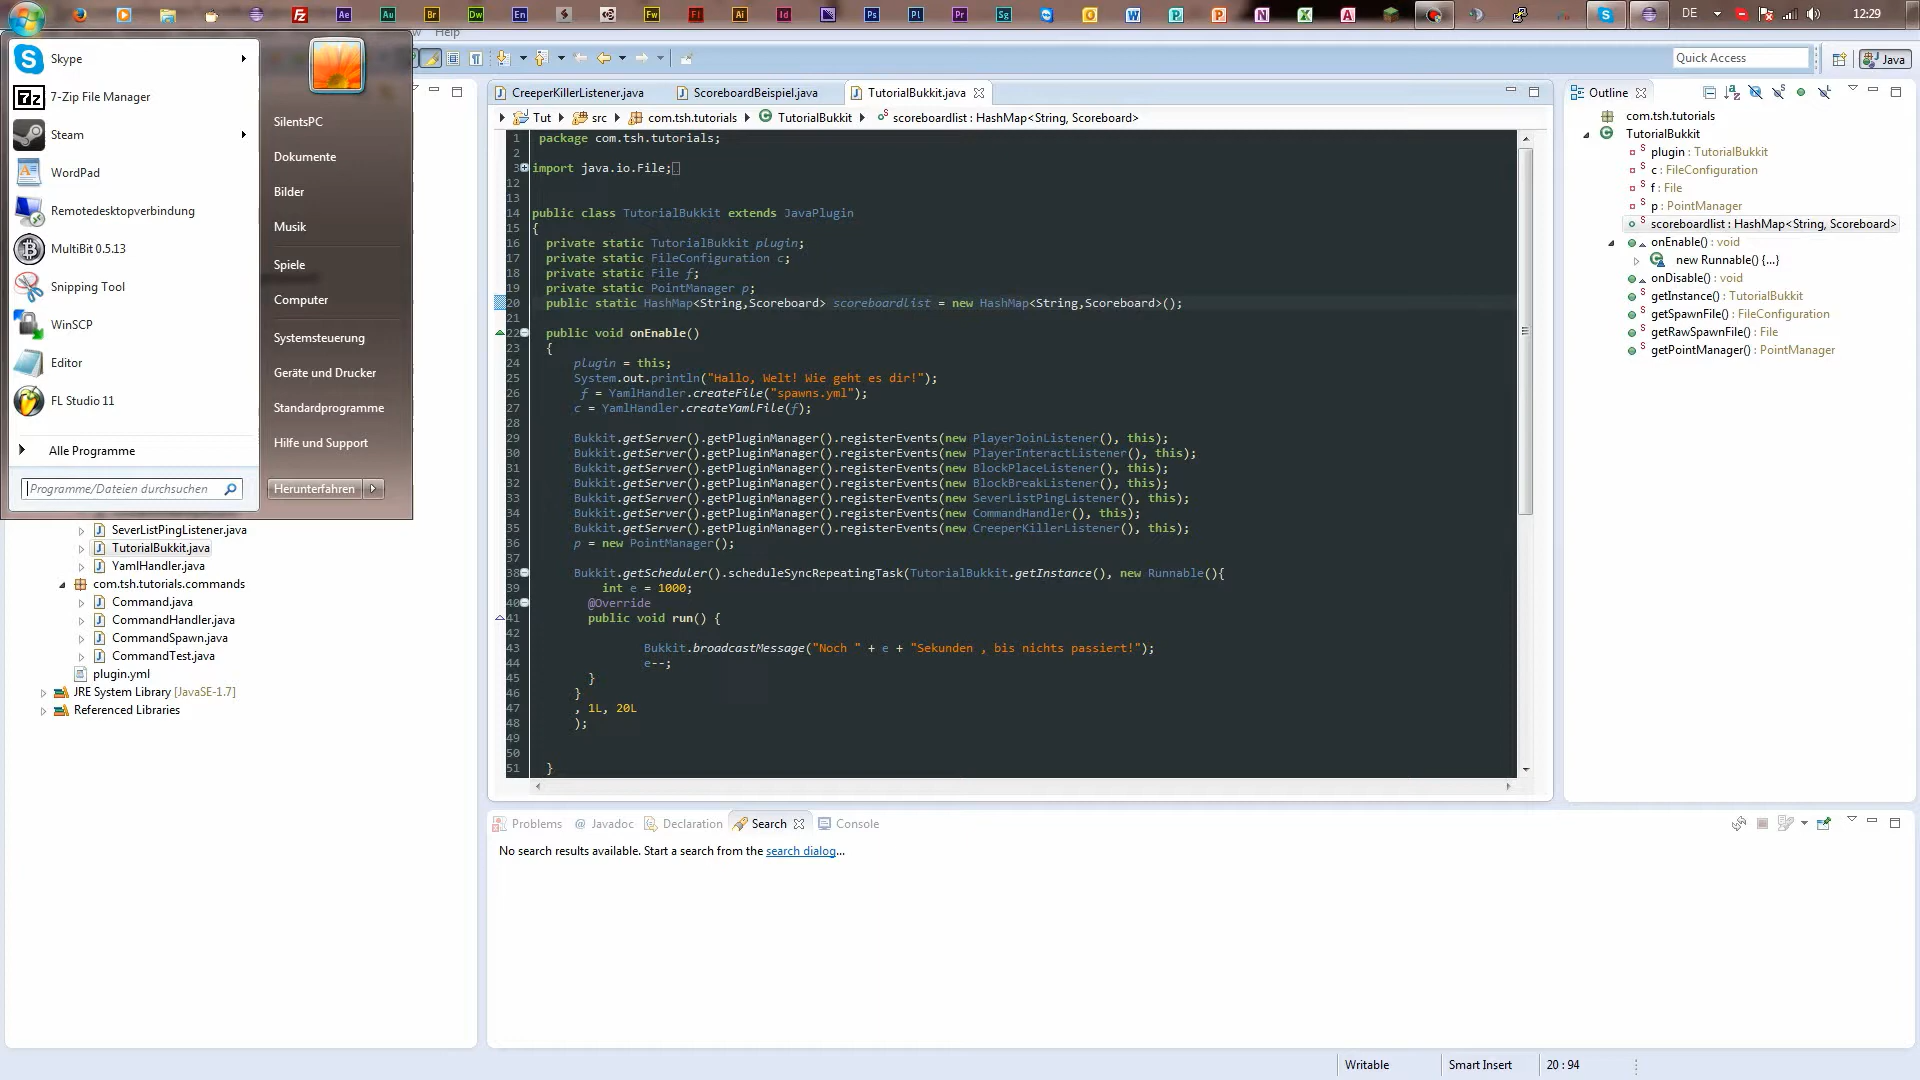 Fz Ae Au Br Dw En Fw Fl Ai Id Ps Pl Pr Sg O W P P N X A S DE 12:29
Help
Skype
7-Zip File Manager
Steam
WordPad
Remotedesktopverbindung
MultiBit 0.5.13
Snipping Tool
WinSCP
Editor
FL Studio 11
Alle Programme
Programme/Dateien durchsuchen
SilentsPC
Dokumente
Bilder
Musik
Spiele
Computer
Systemsteuerung
Geräte und Drucker
Standardprogramme
Hilfe und Support
Herunterfahren
SeverListPingListener.java
TutorialBukkit.java
YamlHandler.java
com.tsh.tutorials.commands
Command.java
CommandHandler.java
CommandSpawn.java
CommandTest.java
plugin.yml
JRE System Library [JavaSE-1.7]
Referenced Libraries
Quick Access
Java
CreeperKillerListener.java ScoreboardBeispiel.java TutorialBukkit.java
Tut src com.tsh.tutorials TutorialBukkit scoreboardlist : HashMap<String, Scoreboard>
1 package com.tsh.tutorials;
2
3 import java.io.File;
12
13
14 public class TutorialBukkit extends JavaPlugin
15 {
16 private static TutorialBukkit plugin;
17 private static FileConfiguration c;
18 private static File f;
19 private static PointManager p;
20 public static HashMap<String,Scoreboard> scoreboardlist = new HashMap<String,Scoreboard>();
21
22 public void onEnable()
23 {
24 plugin = this;
25 System.out.println("Hallo, Welt! Wie geht es dir!");
26 f = YamlHandler.createFile("spawns.yml");
27 c = YamlHandler.createYamlFile(f);
28
29 Bukkit.getServer().getPluginManager().registerEvents(new PlayerJoinListener(), this);
30 Bukkit.getServer().getPluginManager().registerEvents(new PlayerInteractListener(), this);
31 Bukkit.getServer().getPluginManager().registerEvents(new BlockPlaceListener(), this);
32 Bukkit.getServer().getPluginManager().registerEvents(new BlockBreakListener(), this);
33 Bukkit.getServer().getPluginManager().registerEvents(new SeverListPingListener(), this);
34 Bukkit.getServer().getPluginManager().registerEvents(new CommandHandler(), this);
35 Bukkit.getServer().getPluginManager().registerEvents(new CreeperKillerListener(), this);
36 p = new PointManager();
37
38 Bukkit.getScheduler().scheduleSyncRepeatingTask(TutorialBukkit.getInstance(), new Runnable(){
39 int e = 1000;
40 @Override
41 public void run() {
42
43 Bukkit.broadcastMessage("Noch " + e + "Sekunden , bis nichts passiert!");
44 e--;
45 }
46 }
47 , 1L, 20L
48 );
49
50
51 }
Outline
com.tsh.tutorials
TutorialBukkit
plugin : TutorialBukkit
c : FileConfiguration
f : File
p : PointManager
scoreboardlist : HashMap<String, Scoreboard>
onEnable() : void
new Runnable() {...}
onDisable() : void
getInstance() : TutorialBukkit
getSpawnFile() : FileConfiguration
getRawSpawnFile() : File
getPointManager() : PointManager
Problems @ Javadoc Declaration Search Console
No search results available. Start a search from the search dialog...
Writable Smart Insert 20 : 94